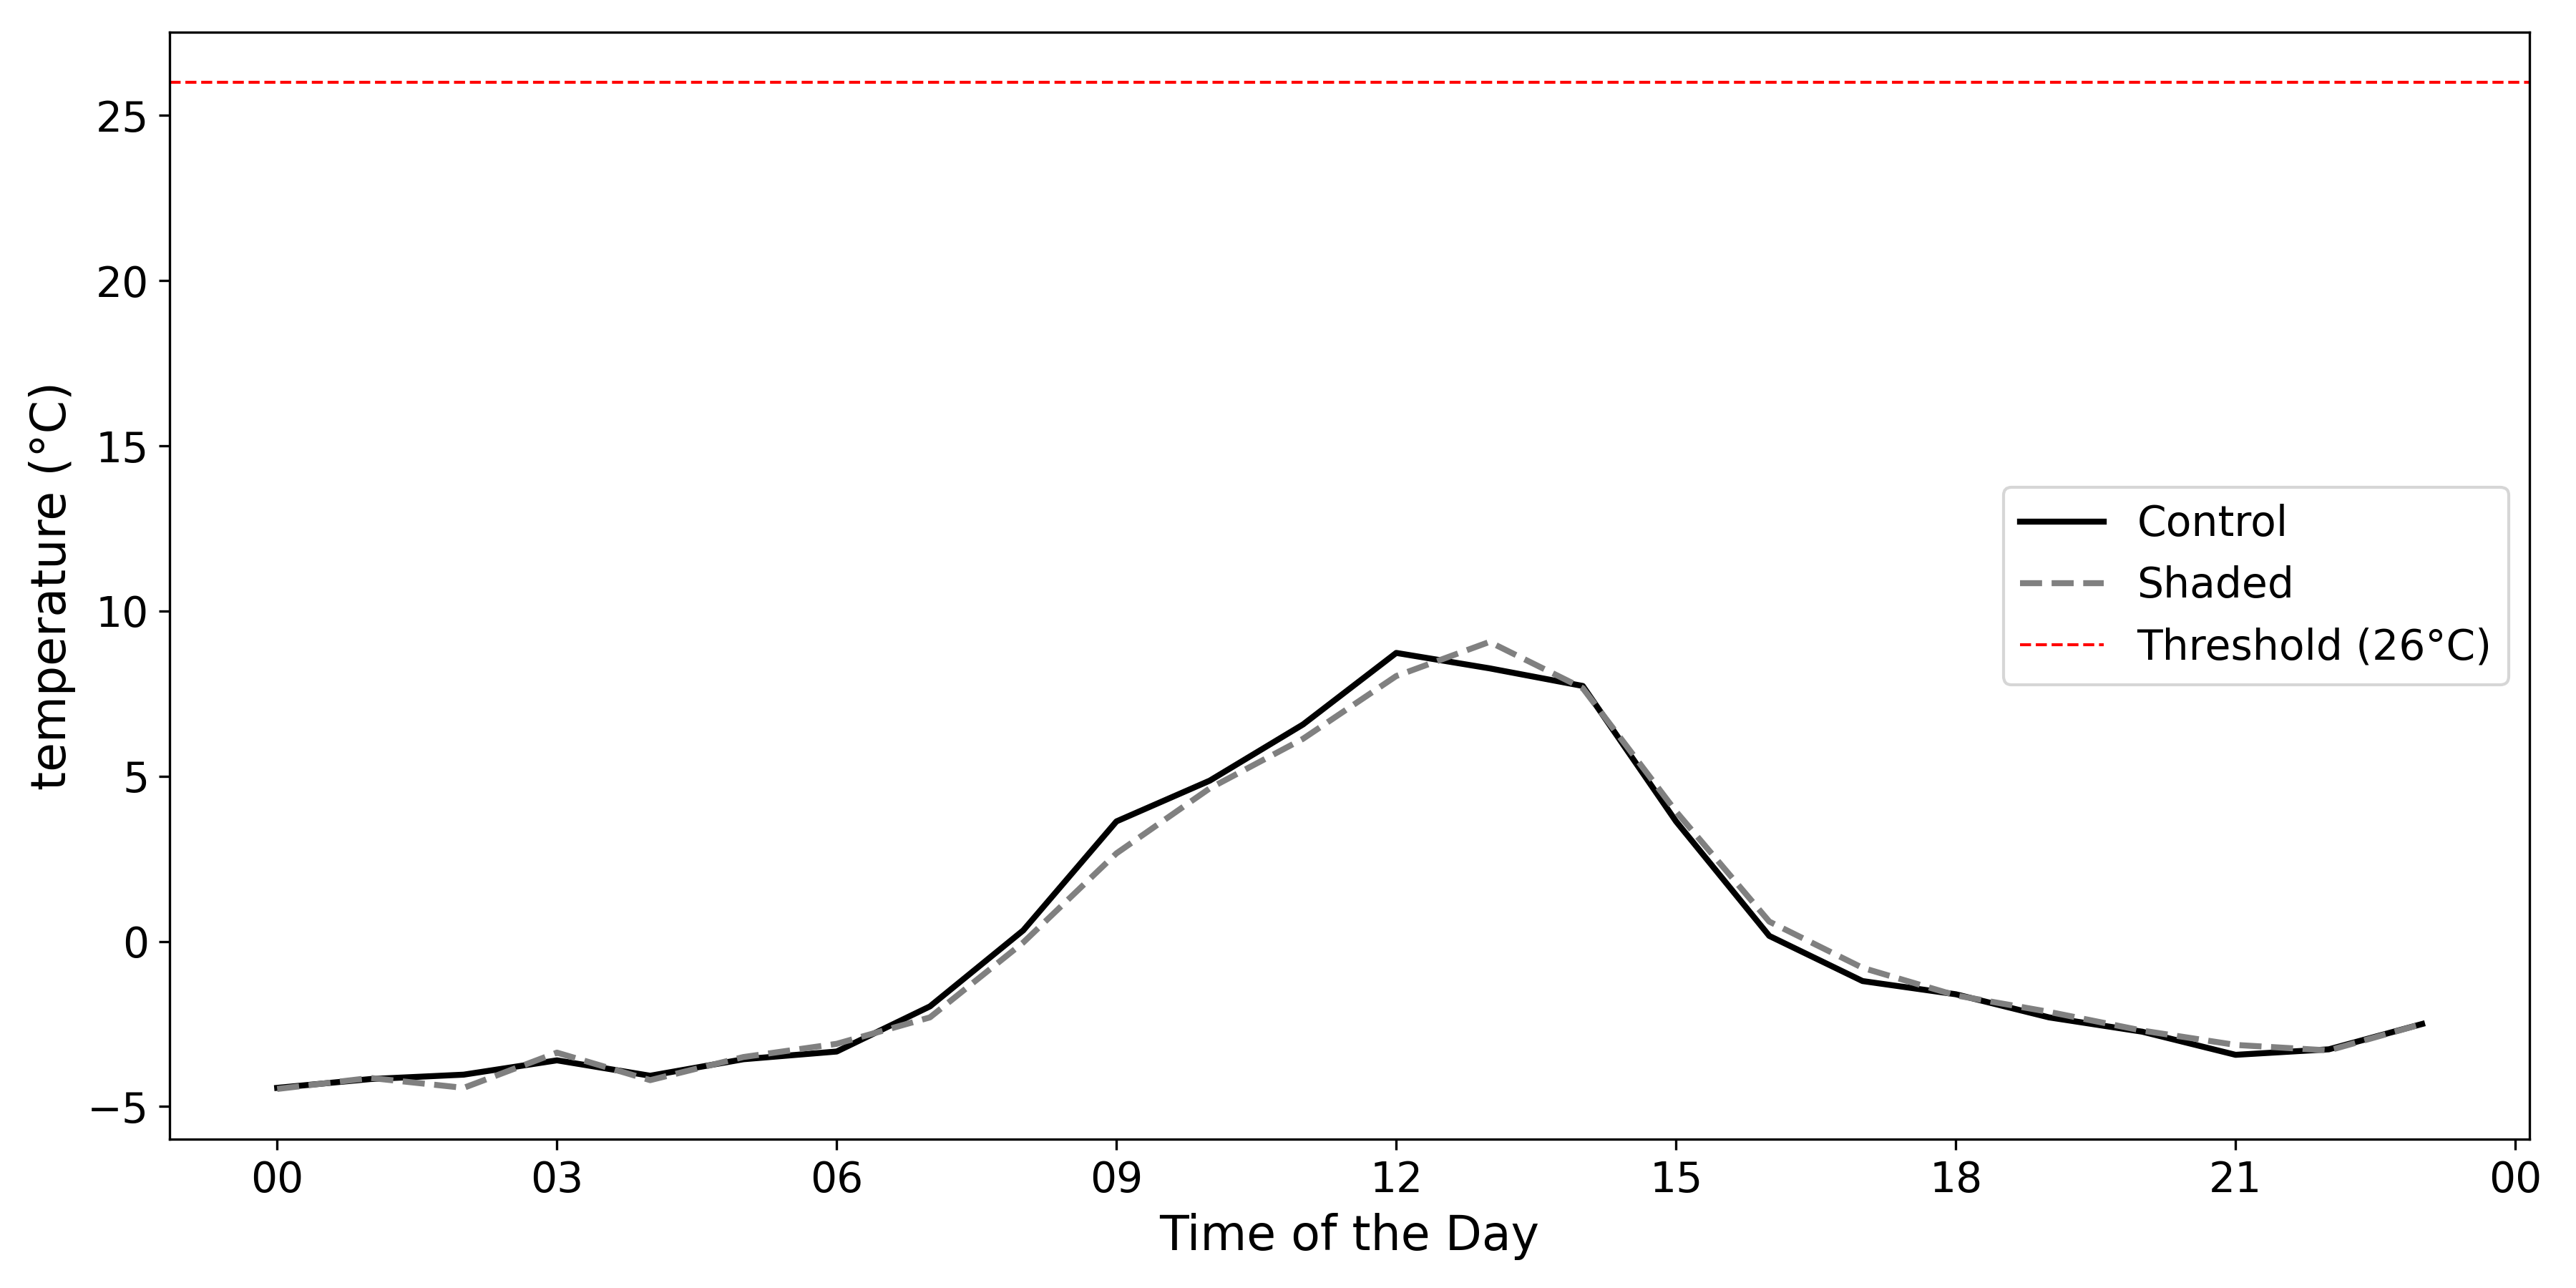 25
20
15
10
5
0
−5
temperature (°C)
Control
Shaded
Threshold (26°C)
00 03 06 09 12 15 18 21 00
Time of the Day